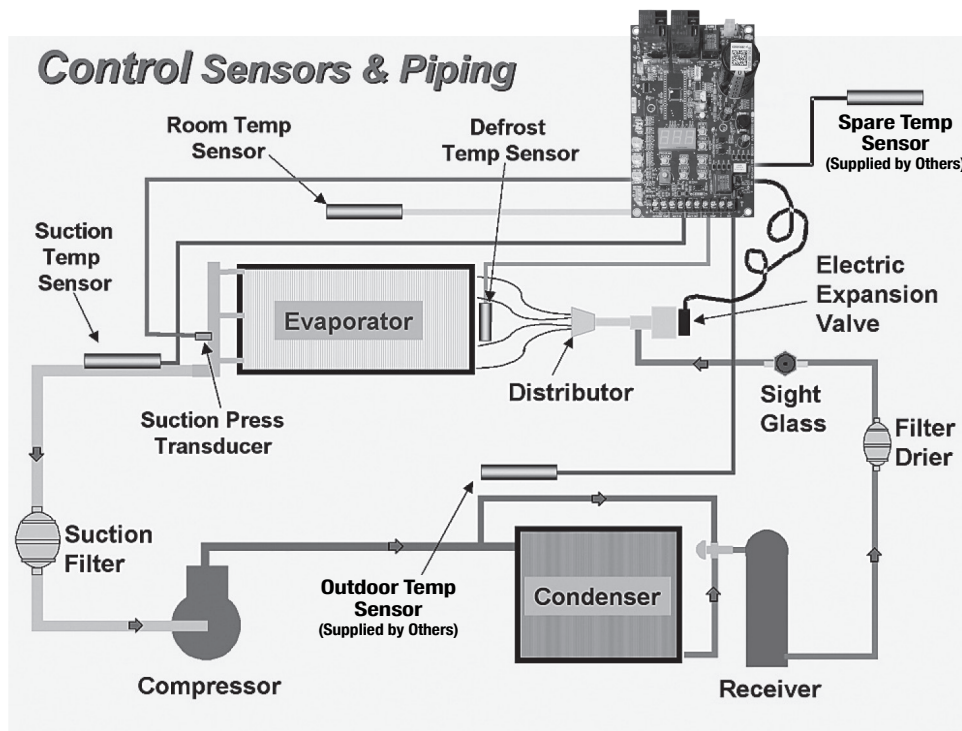 Control Sensors & Piping
Room Temp
Sensor
Defrost
Temp Sensor
Spare Temp
Sensor
(Supplied by Others)
Suction
Temp
Sensor
Electric
Expansion
Valve
Evaporator
Distributor
Sight
Glass
Suction Press
Transducer
Filter
Drier
Suction
Filter
Outdoor Temp
Sensor
(Supplied by Others)
Condenser
Compressor
Receiver